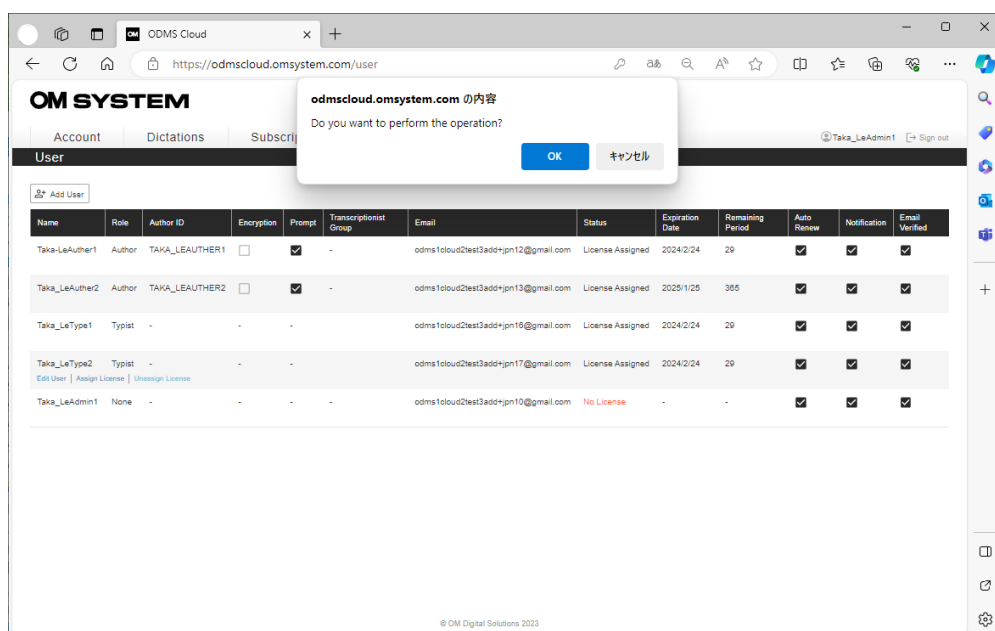 OM ODMS Cloud
https://odmscloud.omsystem.com/user
aあ
OM SYSTEM
odmscloud.omsystem.com の内容
Do you want to perform the operation?
OK キャンセル
Account Dictations Subscrip
Taka_LeAdmin1 Sign out
User
Add User
Name Role Author ID Encryption Prompt Transcriptionist Group Email Status Expiration Date Remaining Period Auto Renew Notification Email Verified
Taka-LeAuther1 Author TAKA_LEAUTHER1 - odms1cloud2test3add+jpn12@gmail.com License Assigned 2024/2/24 29
Taka_LeAuther2 Author TAKA_LEAUTHER2 - odms1cloud2test3add+jpn13@gmail.com License Assigned 2025/1/25 365
Taka_LeType1 Typist - - - odms1cloud2test3add+jpn16@gmail.com License Assigned 2024/2/24 29
Taka_LeType2 Typist - - - odms1cloud2test3add+jpn17@gmail.com License Assigned 2024/2/24 29
Edit User | Assign License | Unassign License
Taka_LeAdmin1 None - - - - odms1cloud2test3add+jpn10@gmail.com No License - -
© OM Digital Solutions 2023